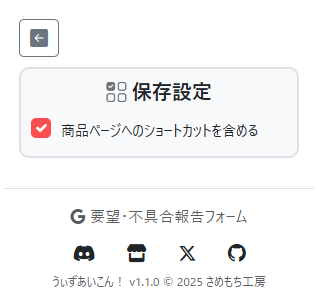 保存設定
商品ページへのショートカットを含める
要望・不具合報告フォーム
うぃずあいこん！ v1.1.0 © 2025 さめもち工房